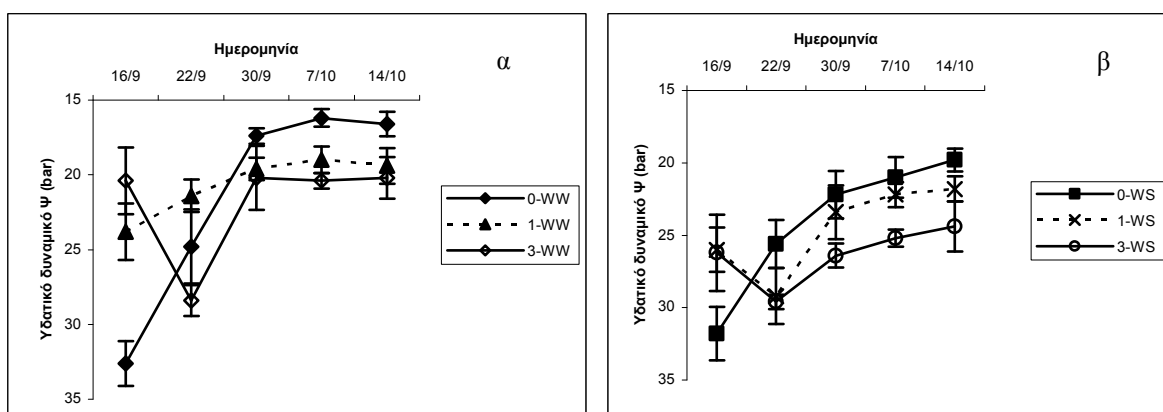 Ημερομηνία
α
16/9 22/9 30/9 7/10 14/10
15
20
25
30
35
Υδατικό δυναμικό Ψ (bar)
0-WW
1-WW
3-WW
Ημερομηνία
β
16/9 22/9 30/9 7/10 14/10
15
20
25
30
35
Υδατικό δυναμικό Ψ (bar)
0-WS
1-WS
3-WS